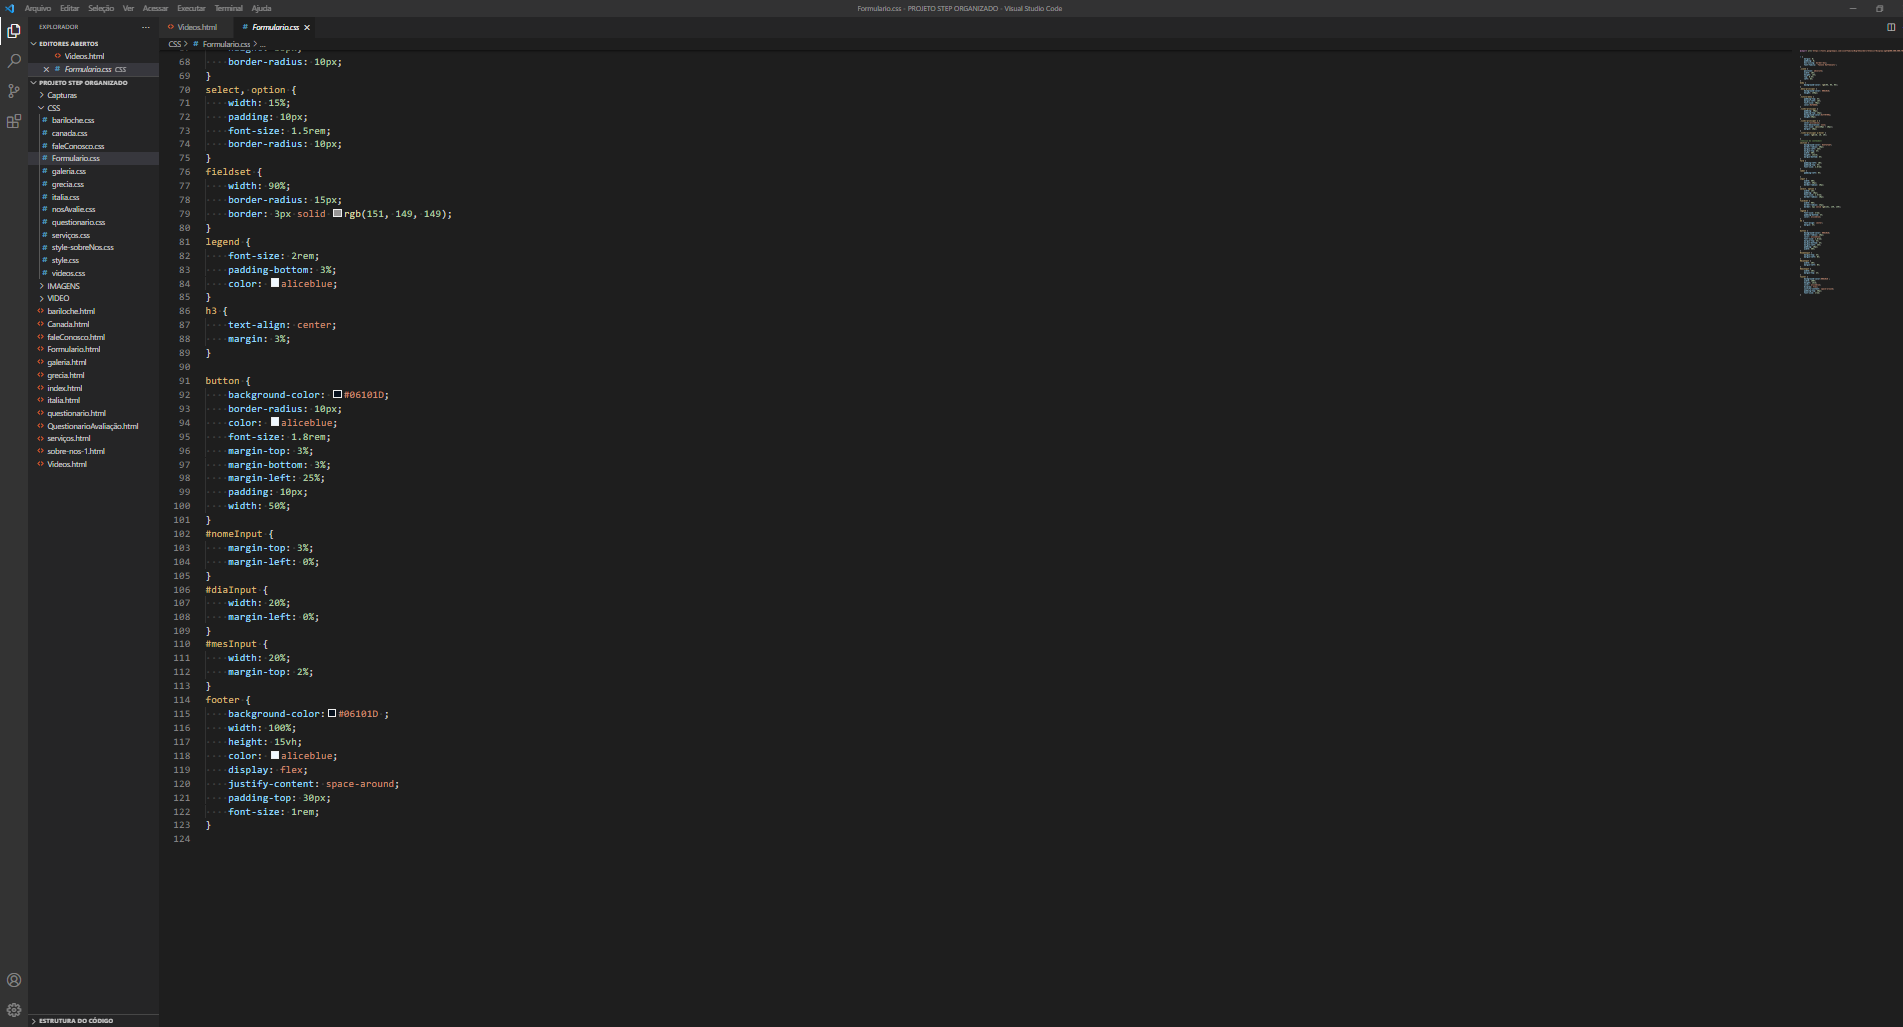 Arquivo Editar Seleção Ver Acessar Executar Terminal Ajuda
Formulario.css - PROJETO STEP ORGANIZADO - Visual Studio Code
EXPLORADOR ...
Videos.html
# Formulario.css
EDITORES ABERTOS
CSS > # Formulario.css > ...
Videos.html
# Formulario.css CSS
PROJETO STEP ORGANIZADO
Capturas
CSS
# bariloche.css
# canada.css
# faleConosco.css
# Formulario.css
# galeria.css
# grecia.css
# italia.css
# nosAvalie.css
# questionario.css
# serviços.css
# style-sobreNos.css
# style.css
# videos.css
IMAGENS
VIDEO
bariloche.html
Canada.html
faleConosco.html
Formulario.html
galeria.html
grecia.html
index.html
italia.html
questionario.html
QuestionarioAvaliação.html
serviços.html
sobre-nos-1.html
Videos.html
ESTRUTURA DO CÓDIGO
68 border-radius: 10px;
69 }
70 select, option {
71 width: 15%;
72 padding: 10px;
73 font-size: 1.5rem;
74 border-radius: 10px;
75 }
76 fieldset {
77 width: 90%;
78 border-radius: 15px;
79 border: 3px solid rgb(151, 149, 149);
80 }
81 legend {
82 font-size: 2rem;
83 padding-bottom: 3%;
84 color: aliceblue;
85 }
86 h3 {
87 text-align: center;
88 margin: 3%;
89 }
90
91 button {
92 background-color: #06101D;
93 border-radius: 10px;
94 color: aliceblue;
95 font-size: 1.8rem;
96 margin-top: 3%;
97 margin-bottom: 3%;
98 margin-left: 25%;
99 padding: 10px;
100 width: 50%;
101 }
102 #nomeInput {
103 margin-top: 3%;
104 margin-left: 0%;
105 }
106 #diaInput {
107 width: 20%;
108 margin-left: 0%;
109 }
110 #mesInput {
111 width: 20%;
112 margin-top: 2%;
113 }
114 footer {
115 background-color: #06101D ;
116 width: 100%;
117 height: 15vh;
118 color: aliceblue;
119 display: flex;
120 justify-content: space-around;
121 padding-top: 30px;
122 font-size: 1rem;
123 }
124